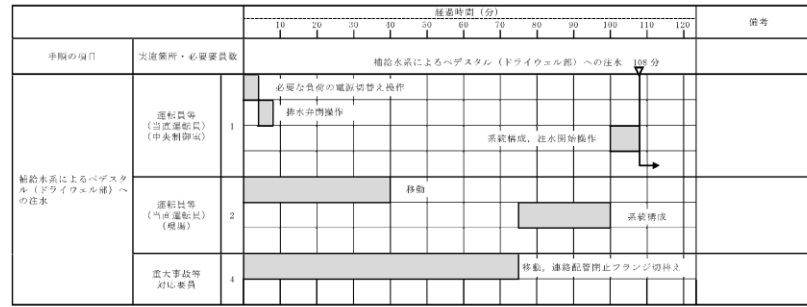 経過時間（分）
備考
10 20 30 40 50 60 70 80 90 100 110 120
手順の項目
実施箇所・必要要員数
補給水系によるペデスタル（ドライウェル部）への注水 108分
必要な負荷の電源切替え操作
運転員等
（当直運転員）
（中央制御室）
1
排水弁閉操作
系統構成，注水開始操作
補給水系によるペデスタ
ル（ドライウェル部）へ
の注水
移動
運転員等
（当直運転員）
（現場）
2
系統構成
重大事故等
対応要員
4
移動，連絡配管閉止フランジ切替え